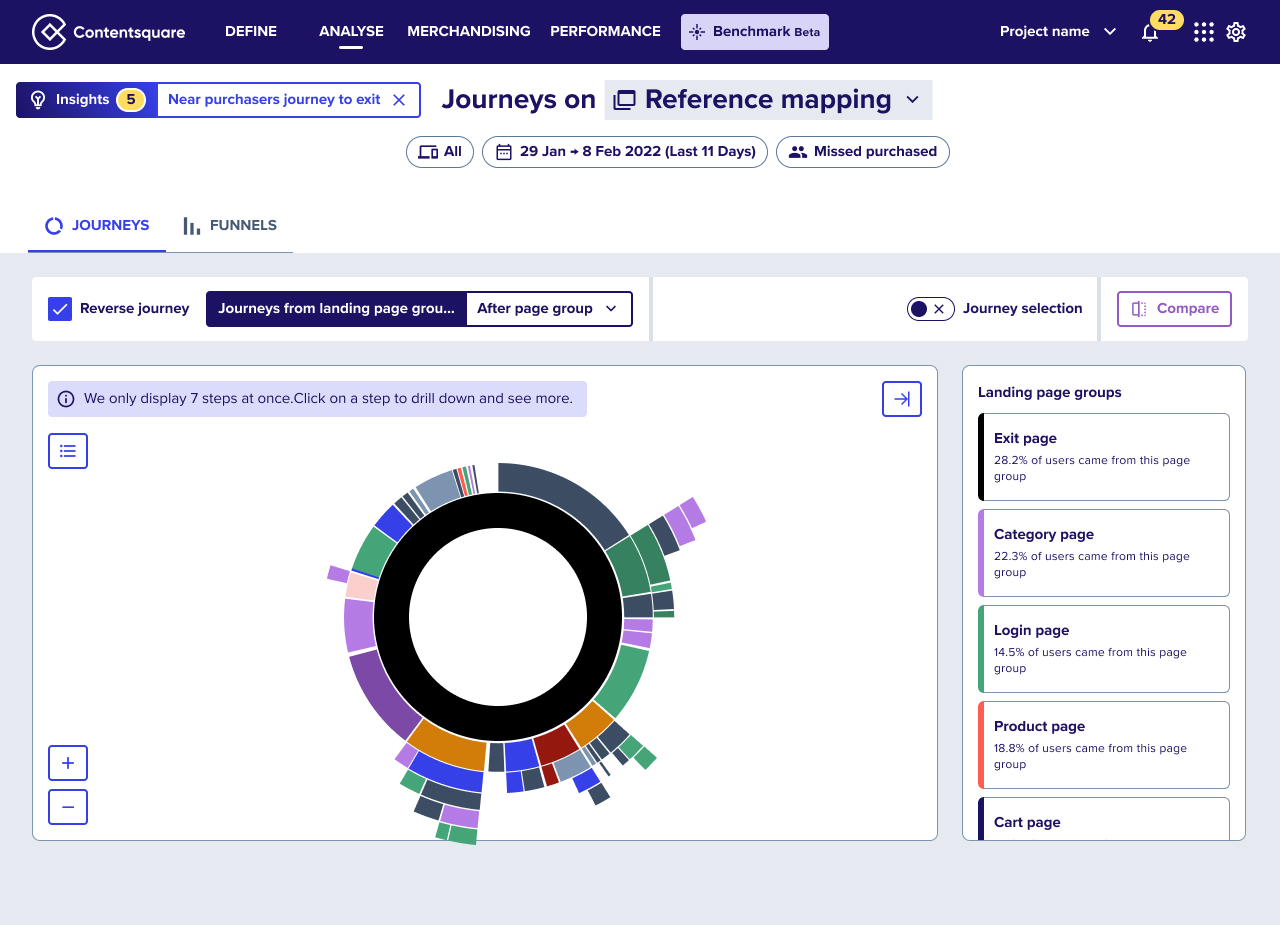 Contentsquare
DEFINE
ANALYSE
MERCHANDISING
PERFORMANCE
Benchmark Beta
Project name
42
Insights 5
Near purchasers journey to exit
Journeys on
Reference mapping
All
29 Jan → 8 Feb 2022 (Last 11 Days)
Missed purchased
JOURNEYS
FUNNELS
Reverse journey
Journeys from landing page grou...
After page group
Journey selection
Compare
We only display 7 steps at once.Click on a step to drill down and see more.
Landing page groups
Exit page
28.2% of users came from this page
group
Category page
22.3% of users came from this page
group
Login page
14.5% of users came from this page
group
Product page
18.8% of users came from this page
group
Cart page